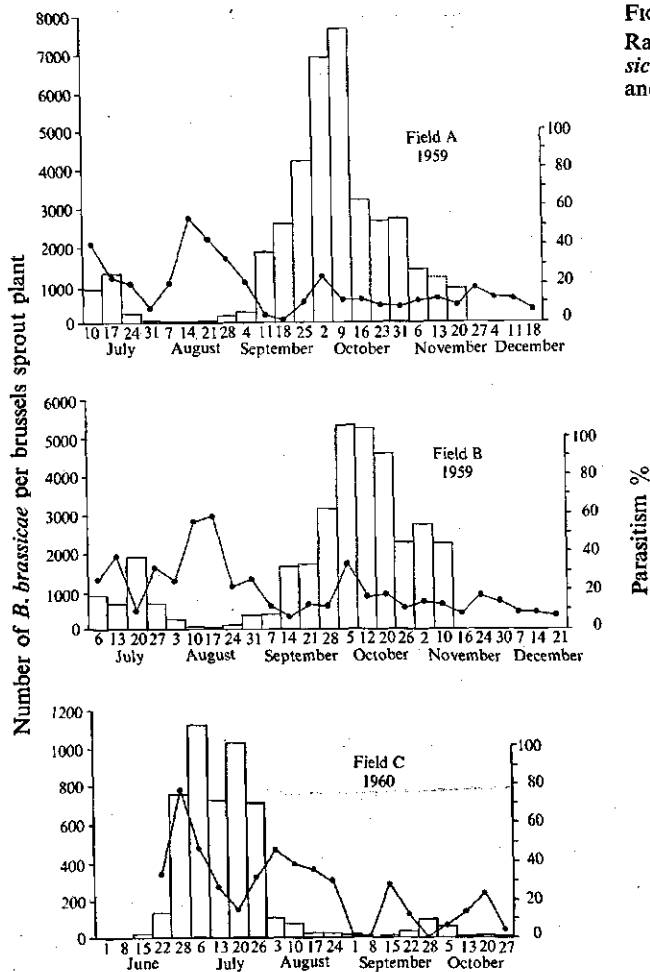 FIG
Ra
sic
and
Number of B. brassicae per brussels sprout plant
Parasitism %
8000
7000
6000
5000
4000
3000
2000
1000
0
100
80
60
40
20
0
Field A
1959
10 17 24 31 7 14 21 28 4 11 18 25 2 9 16 23 31 6 13 20 27 4 11 18
July August September October November December
6000
5000
4000
3000
2000
1000
0
100
80
60
40
20
0
Field B
1959
6 13 20 27 3 10 17 24 31 7 14 21 28 5 12 20 26 2 10 16 24 30 7 14 21
July August September October November December
1200
1000
800
600
400
200
0
100
80
60
40
20
0
Field C
1960
1 8 15 22 28 6 13 20 26 3 10 17 24 1 8 15 22 28 5 13 20 27
June July August September October